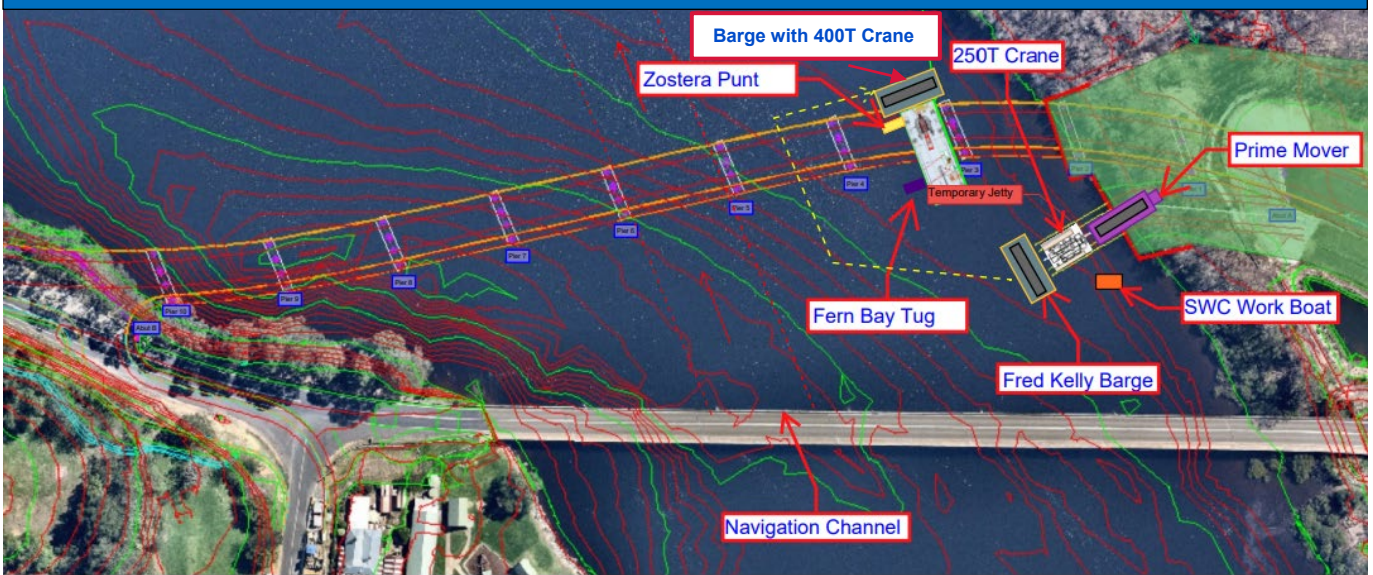 Barge with 400T Crane
250T Crane
Zostera Punt
Prime Mover
Pier 3
Pier 4
Temporary Jetty
Pier 5
Pier 6
Pier 7
Pier 8
Pier 9
Pier 10
Abut B
SWC Work Boat
Fern Bay Tug
Fred Kelly Barge
Navigation Channel